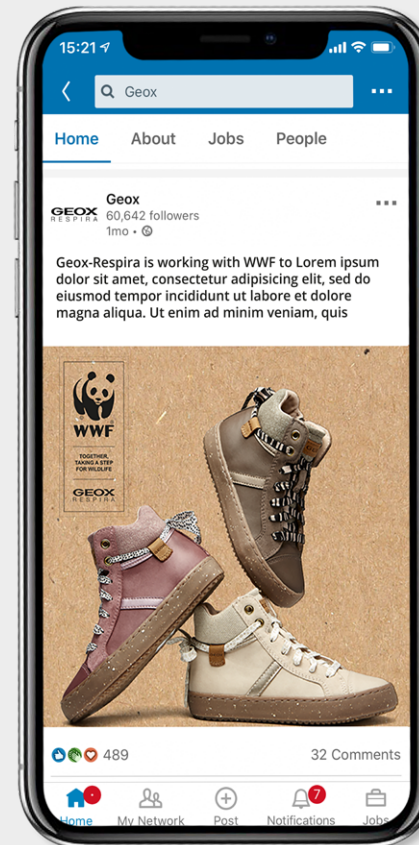 15:21
Geox
Home About Jobs People
GEOX
RESPIRA
Geox
60,642 followers
1mo •
Geox-Respira is working with WWF to Lorem ipsum
dolor sit amet, consectetur adipisicing elit, sed do
eiusmod tempor incididunt ut labore et dolore
magna aliqua. Ut enim ad minim veniam, quis
WWF
TOGETHER,
TAKING A STEP
FOR WILDLIFE
GEOX
RESPIRA
489 32 Comments
7
Home My Network Post Notifications Jobs